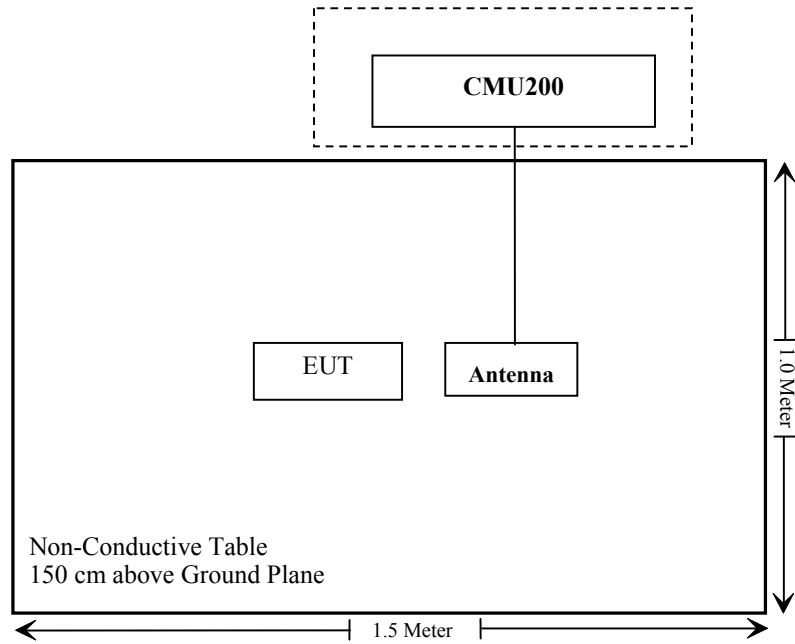 CMU200
EUT
Antenna
1.0 Meter
Non-Conductive Table
150 cm above Ground Plane
1.5 Meter